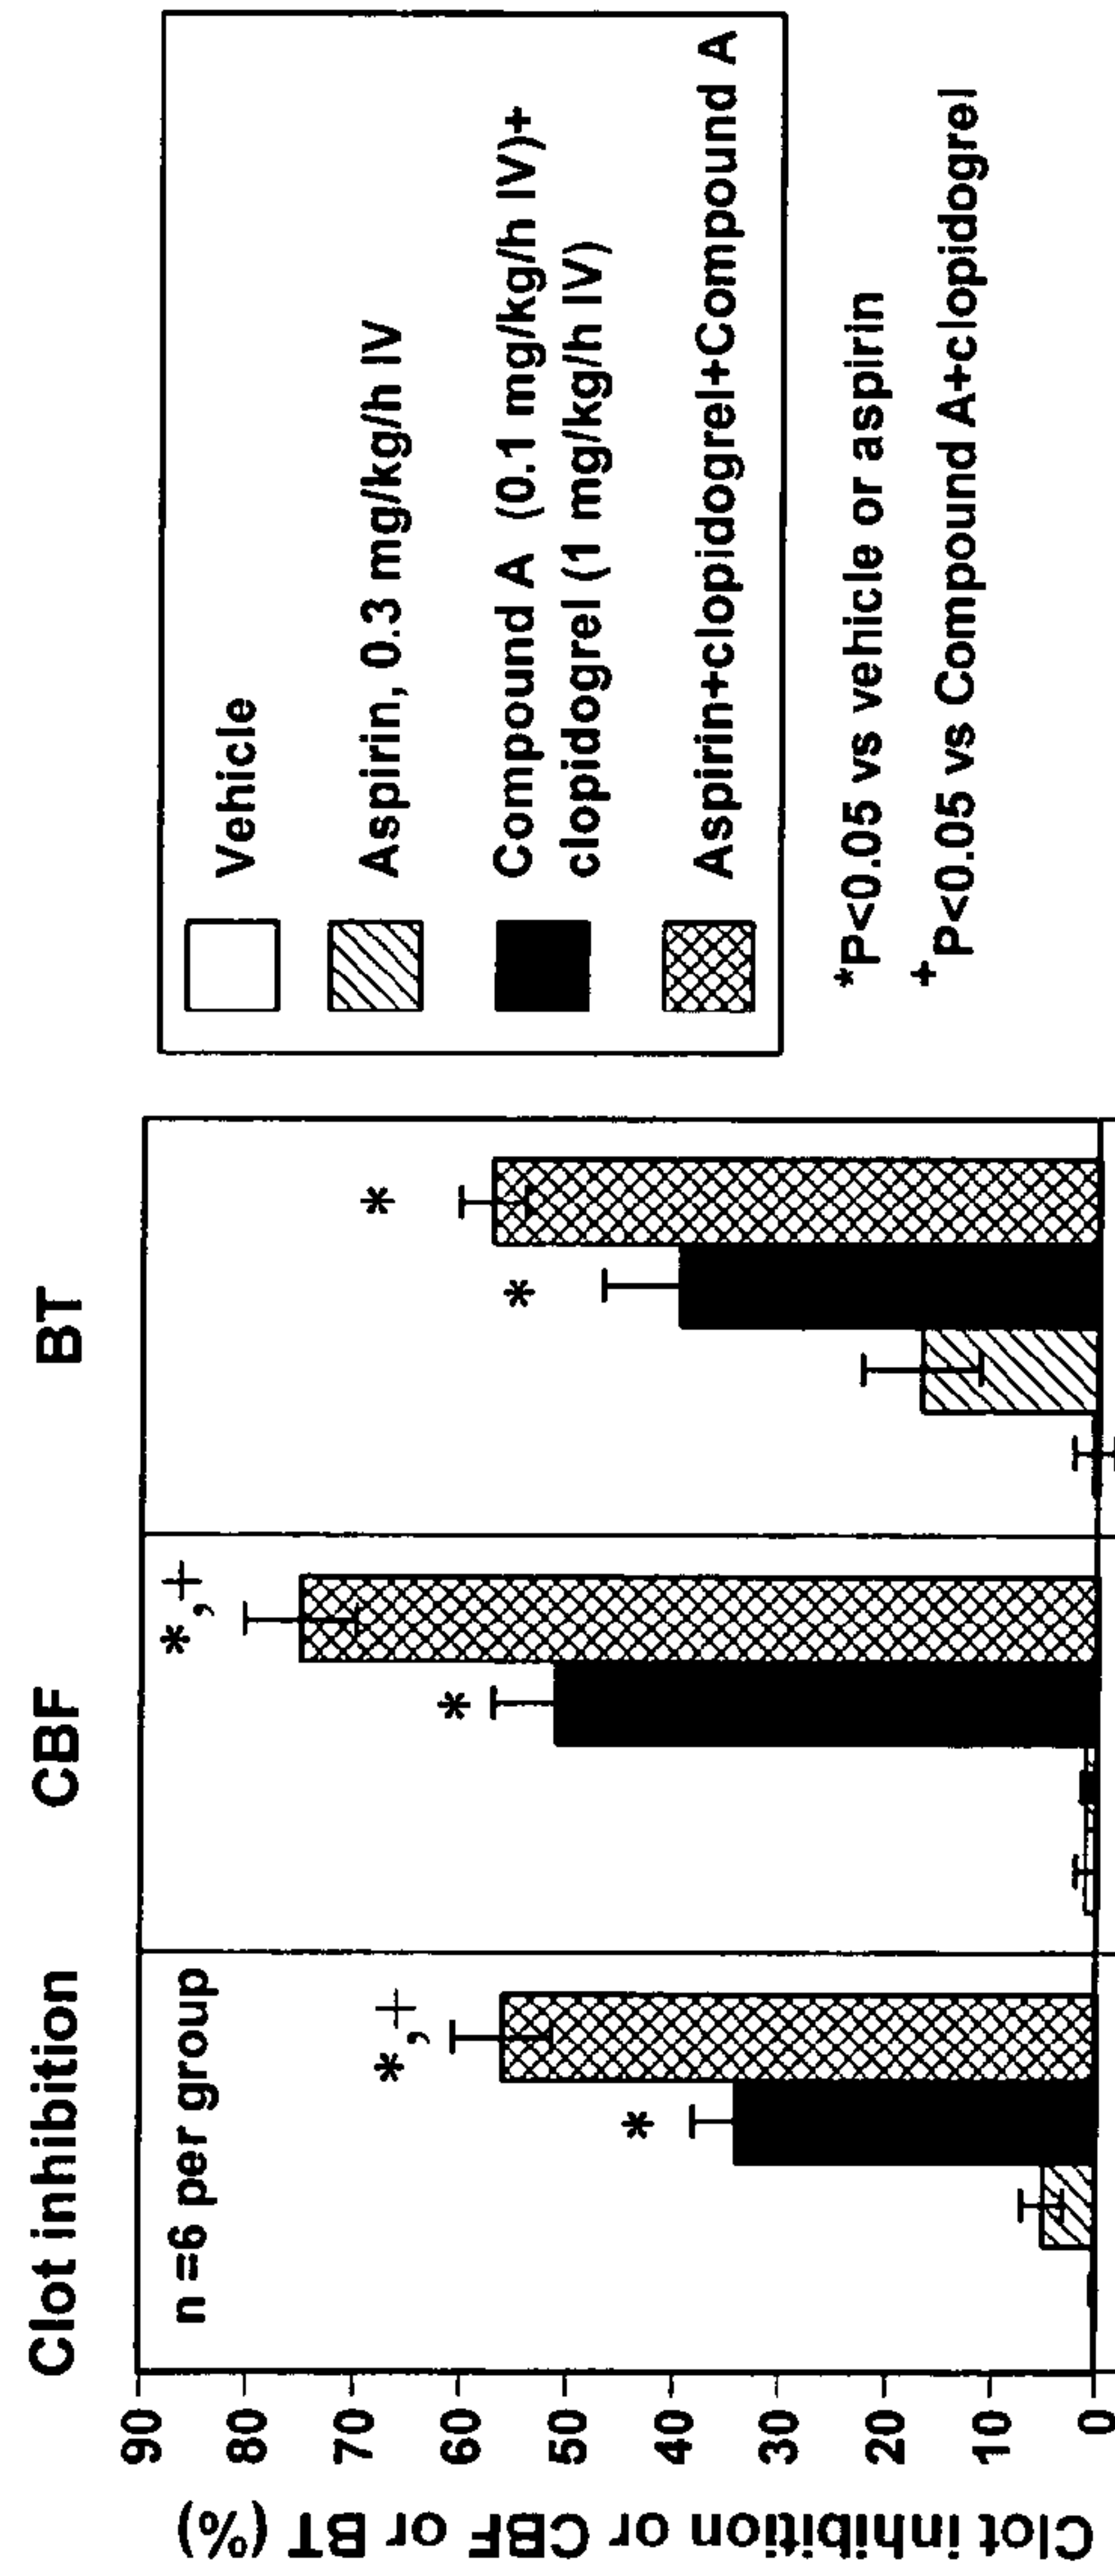 Clot inhibition
CBF
BT
n =6 per group
*
*,+
*
*,+
*
*
Clot inhibition or CBF or BT (%)
90
80
70
60
50
40
30
20
10
0
Vehicle
Aspirin, 0.3 mg/kg/h IV
Compound A (0.1 mg/kg/h IV)+
clopidogrel (1 mg/kg/h IV)
Aspirin+clopidogrel+Compound A
*P<0.05 vs vehicle or aspirin
+P<0.05 vs Compound A+clopidogrel